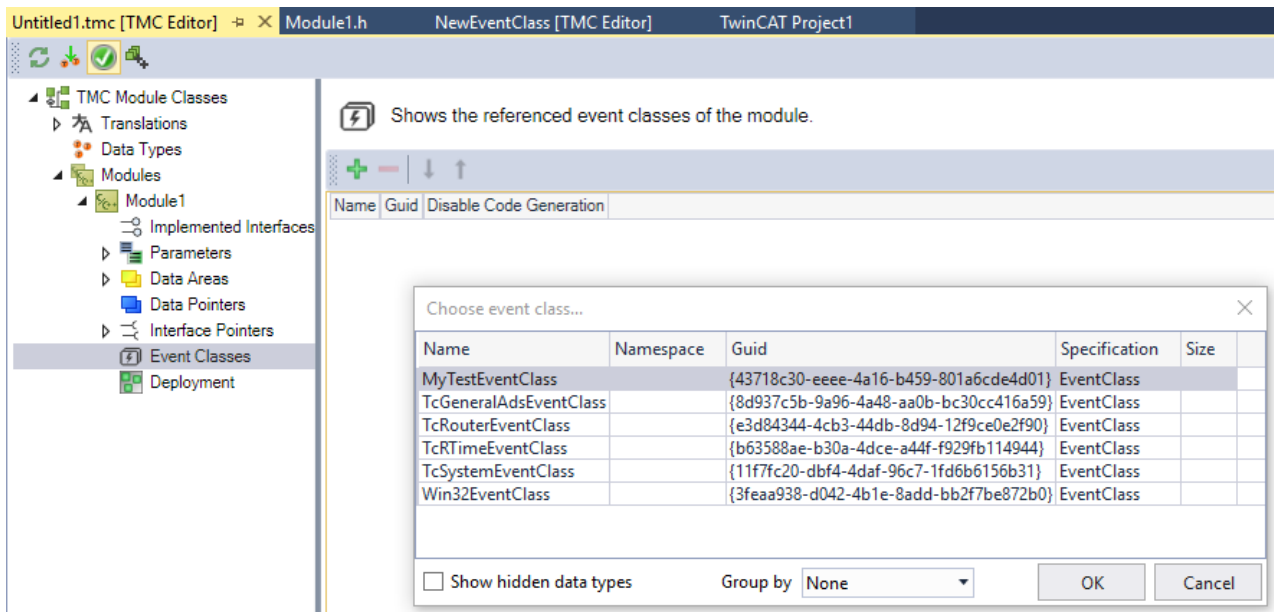 Untitled1.tmc [TMC Editor] Module1.h NewEventClass [TMC Editor] TwinCAT Project1
TMC Module Classes
Translations
Data Types
Modules
Module1
Implemented Interfaces
Parameters
Data Areas
Data Pointers
Interface Pointers
Event Classes
Deployment
Shows the referenced event classes of the module.
Name Guid Disable Code Generation
Choose event class...
Name Namespace Guid Specification Size
MyTestEventClass {43718c30-eeee-4a16-b459-801a6cde4d01} EventClass
TcGeneralAdsEventClass {8d937c5b-9a96-4a48-aa0b-bc30cc416a59} EventClass
TcRouterEventClass {e3d84344-4cb3-44db-8d94-12f9ce0e2f90} EventClass
TcRTimeEventClass {b63588ae-b30a-4dce-a44f-f929fb114944} EventClass
TcSystemEventClass {11f7fc20-dbf4-4daf-96c7-1fd6b6156b31} EventClass
Win32EventClass {3feaa938-d042-4b1e-8add-bb2f7be872b0} EventClass
Show hidden data types Group by None OK Cancel